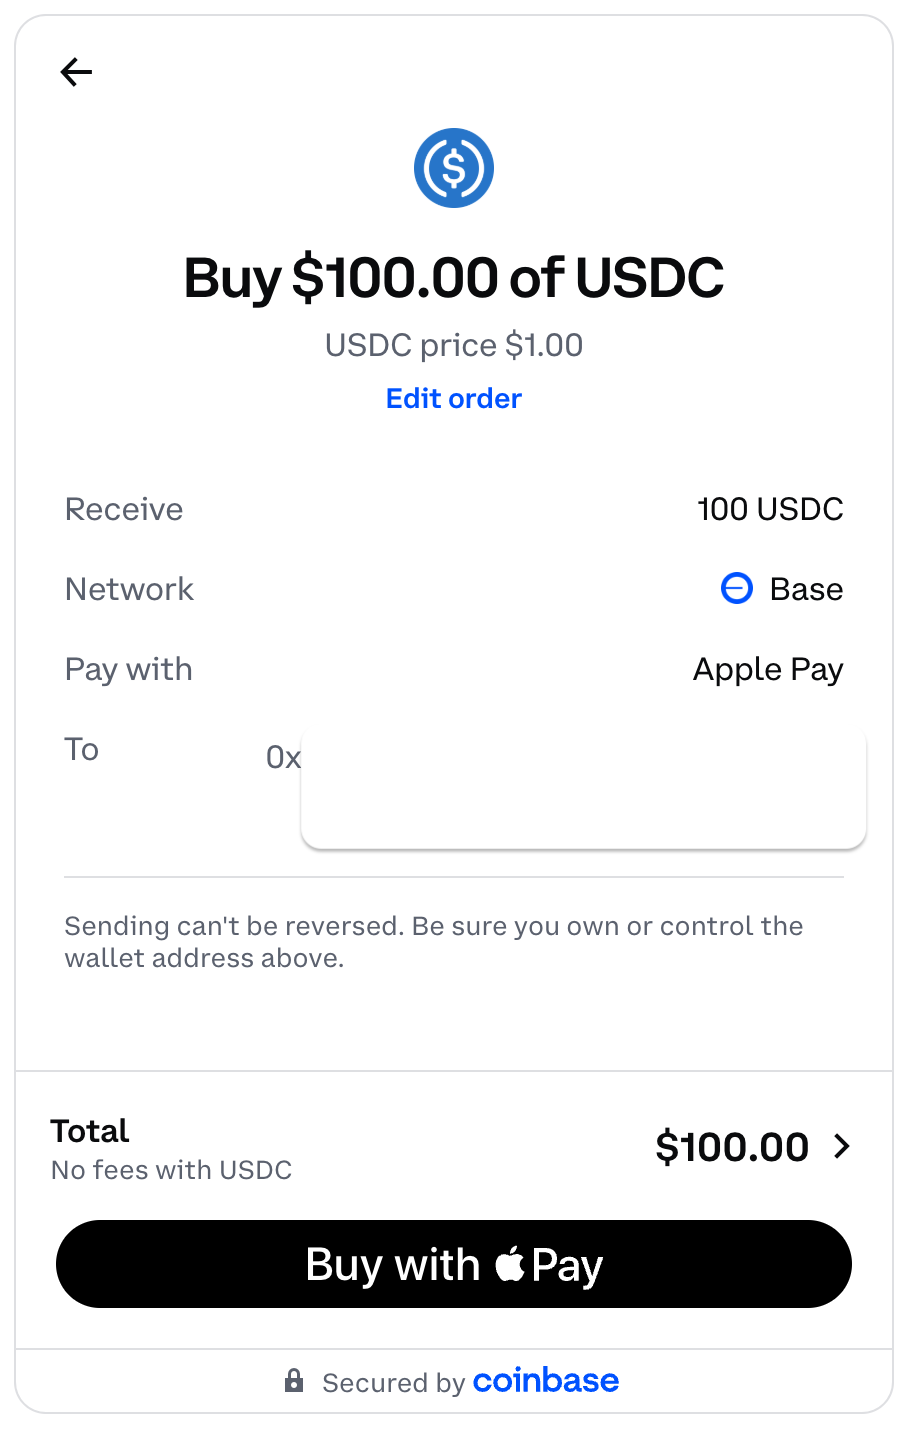 Buy $100.00 of USDC
USDC price $1.00
Edit order
Receive 100 USDC
Network Base
Pay with Apple Pay
To 0x
Sending can't be reversed. Be sure you own or control the
wallet address above.
Total
No fees with USDC
$100.00
Buy with Pay
Secured by coinbase